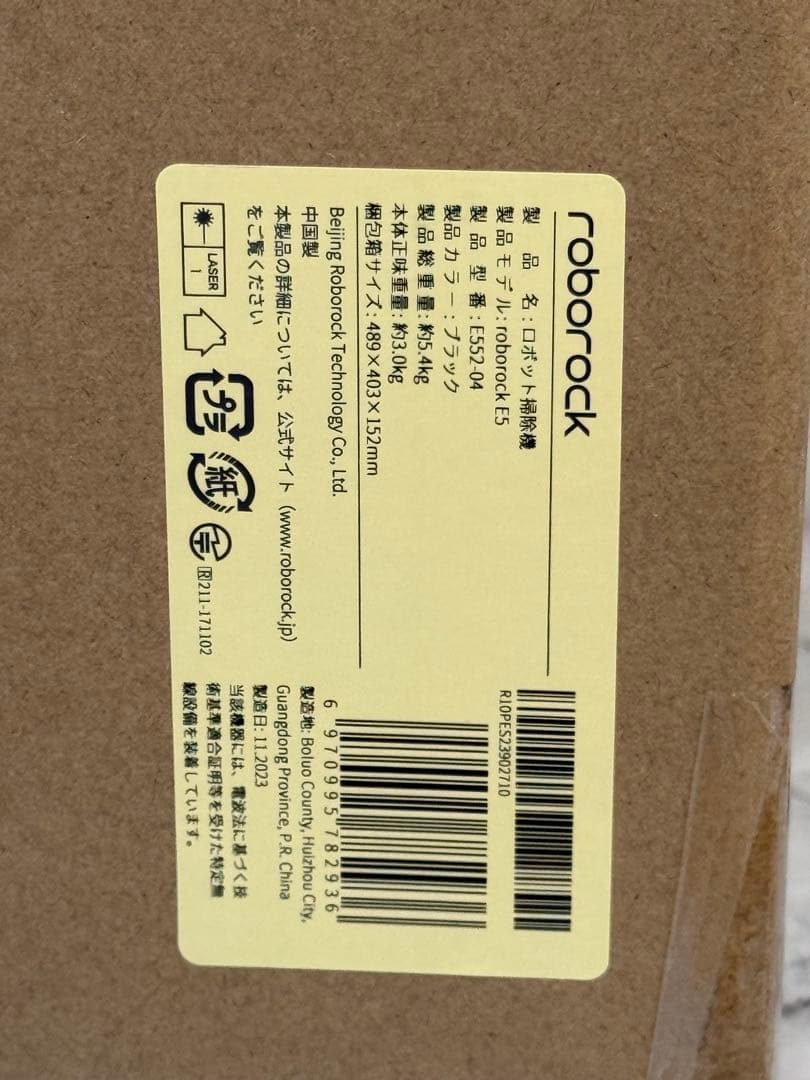 roborock
製品名:ロボット掃除機
製品モデル:roborock E5
製品型番:E552-04
製品カラー:ブラック
製品総重量:約5.4kg
本体正味重量:約3.0kg
梱包箱サイズ:489×403×152mm
Beijing Roborock Technology Co., Ltd.
中国製
本製品の詳細については、公式サイト(www.roborock.jp)
をご覧ください
LASER
1
プラ
紙
R 211-171102
R10PES23902710
6 970995 782936
製造地: Boluo County, Huizhou City,
Guangdong Province, P.R. China
製造日: 11.2023
当該機器には、電波法に基づく技
術基準適合証明等を受けた特定無
線設備を装着しています。